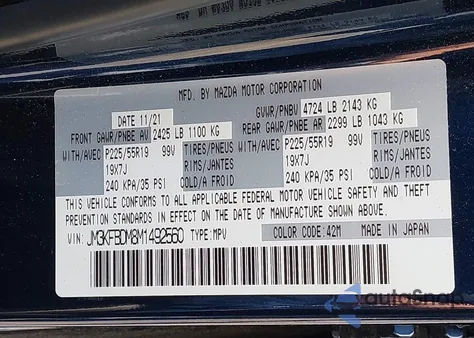 MFD. BY MAZDA MOTOR CORPORATION
DATE 11/21 GVWR/PNBV 4724 LB 2143 KG
FRONT GAWR/PNBE AV 2425 LB 1100 KG REAR GAWR/PNBE AR 2299 LB 1043 KG
WITH/AVEC P225/55R19 99V TIRES/PNEUS WITH/AVEC P225/55R19 99V TIRES/PNEUS
19X7J RIMS/JANTES 19X7J RIMS/JANTES
240 KPA/35 PSI COLD/A FROID 240 KPA/35 PSI COLD/A FROID
THIS VEHICLE CONFORMS TO ALL APPLICABLE FEDERAL MOTOR VEHICLE SAFETY AND THEFT
PREVENTION STANDARDS IN EFFECT ON THE DATE OF MANUFACTURE SHOWN ABOVE.
VIN: JM3KFBDM8M1492560 TYPE:MPV COLOR CODE:42M MADE IN JAPAN
autoSnap